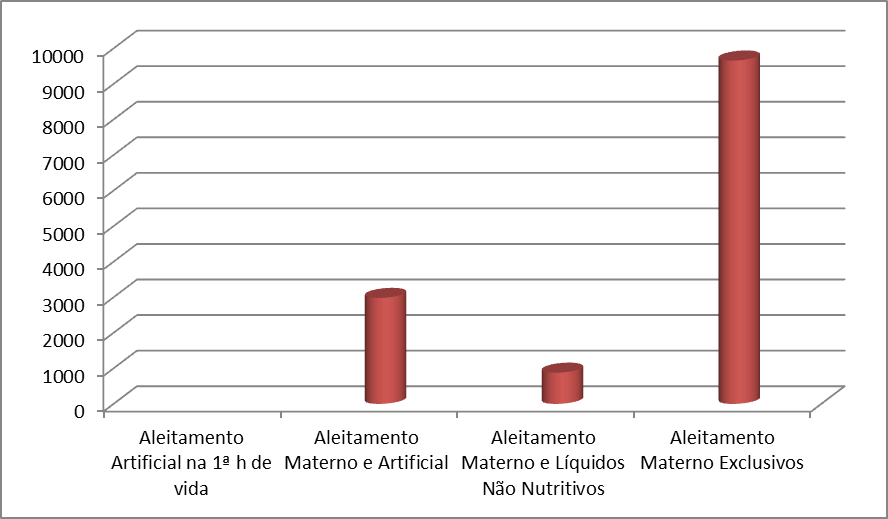 10000
9000
8000
7000
6000
5000
4000
3000
2000
1000
0
Aleitamento
Artificial na 1ª h de
vida
Aleitamento
Materno e Artificial
Aleitamento
Materno e Líquidos
Não Nutritivos
Aleitamento
Materno Exclusivos